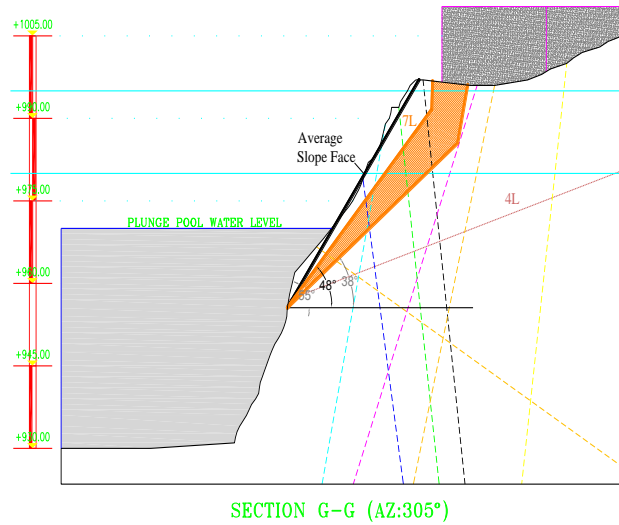 +1005.00
+990.00
7L
Average
Slope Face
+975.00
4L
PLUNGE POOL WATER LEVEL
+960.00
48°
38°
+945.00
+930.00
SECTION G-G (AZ:305°)